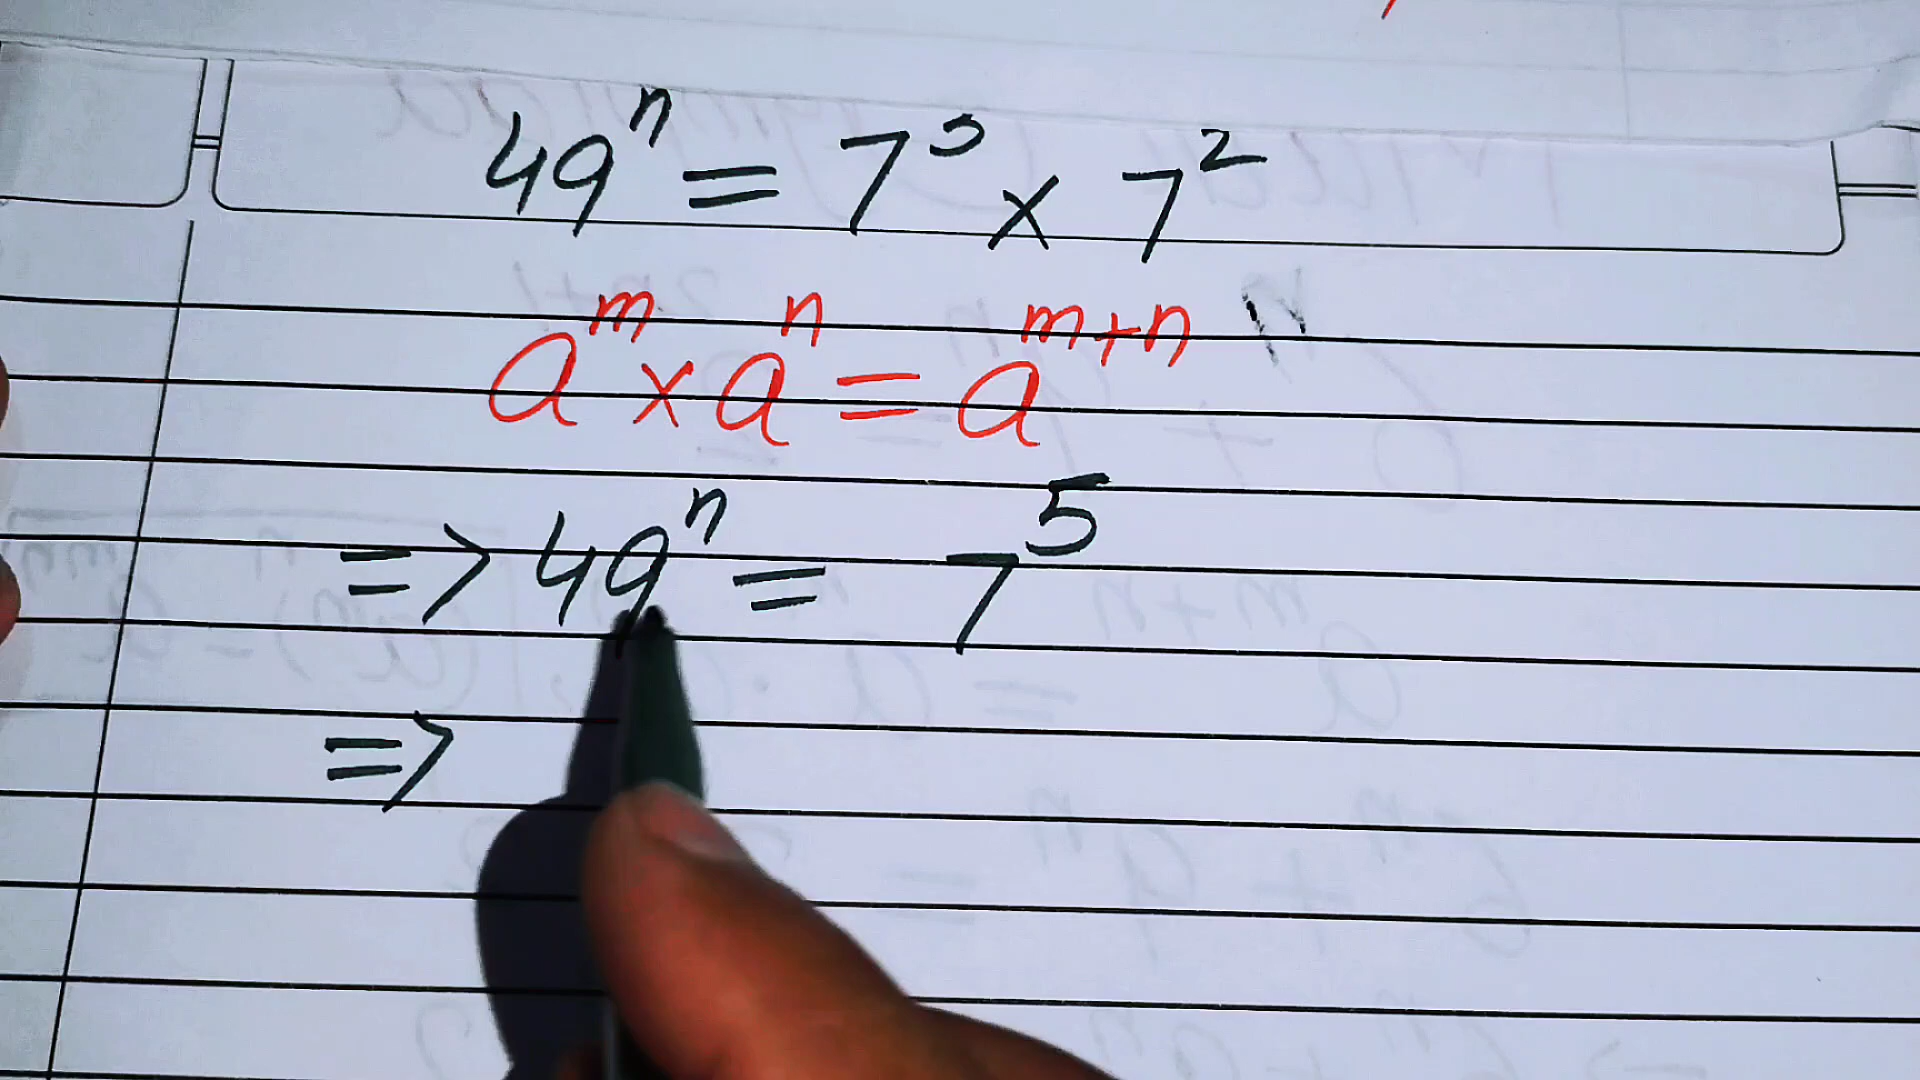 49ⁿ = 7³ × 7²
aᵐ × aⁿ = aᵐ⁺ⁿ
=> 49ⁿ = 7⁵
=>